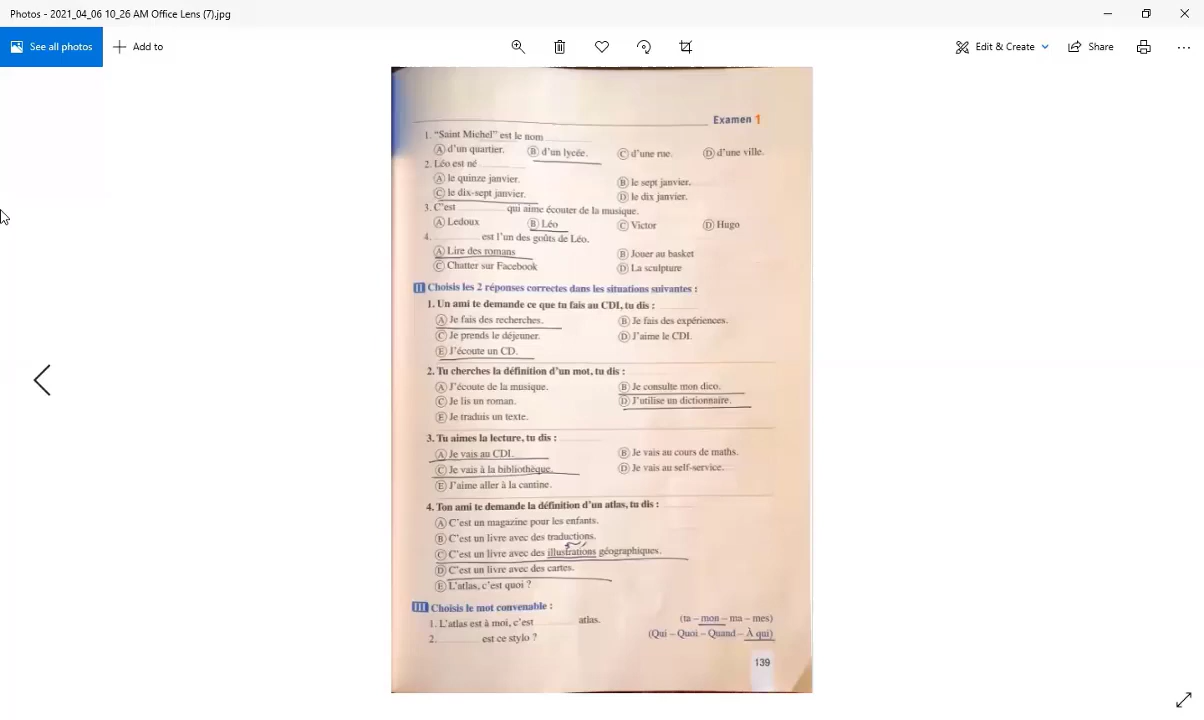 Photos - 2021_04_06 10_26 AM Office Lens (7).jpg
See all photos + Add to Edit & Create Share
Examen 1
1. "Saint Michel" est le nom
A d'un quartier. B d'un lycée. C d'une rue. D d'une ville.
2. Léo est né
A le quinze janvier. B le sept janvier.
C le dix-sept janvier. D le dix janvier.
3. C'est qui aime écouter de la musique.
A Ledoux B Léo C Victor D Hugo
4. est l'un des goûts de Léo.
A Lire des romans B Jouer au basket
C Chatter sur Facebook D La sculpture
II Choisis les 2 réponses correctes dans les situations suivantes :
1. Un ami te demande ce que tu fais au CDI, tu dis :
A Je fais des recherches. B Je fais des expériences.
C Je prends le déjeuner. D J'aime le CDI.
E J'écoute un CD.
2. Tu cherches la définition d'un mot, tu dis :
A J'écoute de la musique. B Je consulte mon dico.
C Je lis un roman. D J'utilise un dictionnaire.
E Je traduis un texte.
3. Tu aimes la lecture, tu dis :
A Je vais au CDI. B Je vais au cours de maths.
C Je vais à la bibliothèque. D Je vais au self-service.
E J'aime aller à la cantine.
4. Ton ami te demande la définition d'un atlas, tu dis :
A C'est un magazine pour les enfants.
B C'est un livre avec des traductions.
C C'est un livre avec des illustrations géographiques.
D C'est un livre avec des cartes.
E L'atlas, c'est quoi ?
III Choisis le mot convenable :
1. L'atlas est à moi, c'est atlas. (ta – mon – ma – mes)
2. est ce stylo ? (Qui – Quoi – Quand – À qui)
139